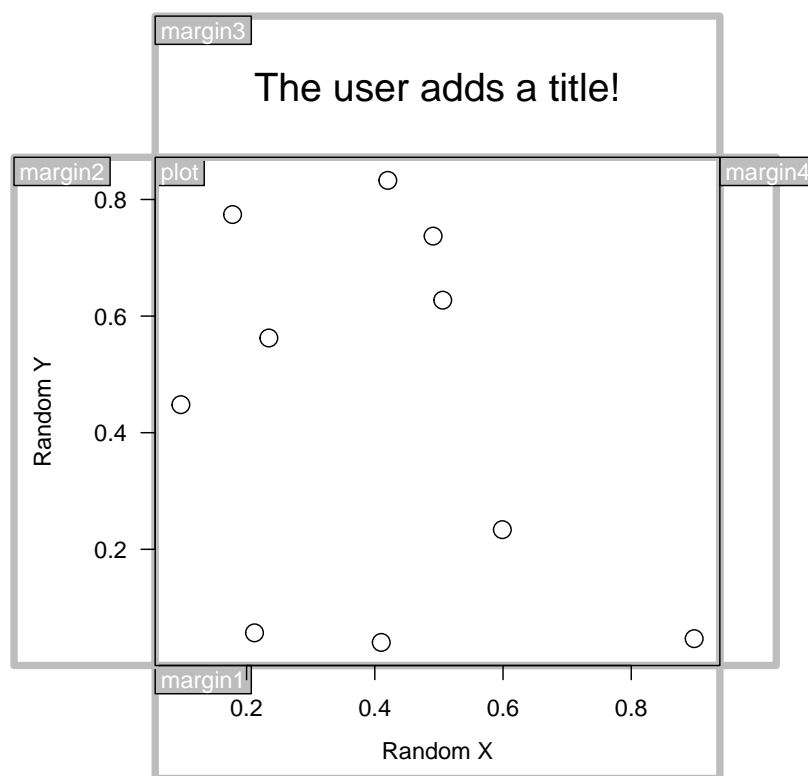 margin3
The user adds a title!
margin2
plot
margin4
0.8
0.6
0.4
0.2
Random Y
margin1
0.2 0.4 0.6 0.8
Random X